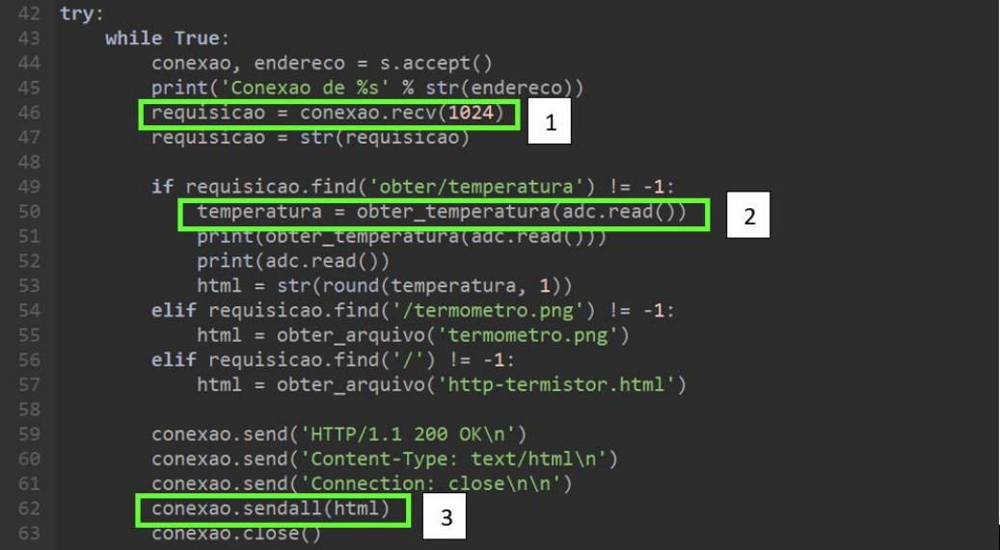 42 try:
43 while True:
44 conexao, endereco = s.accept()
45 print('Conexao de %s' % str(endereco))
46 requisicao = conexao.recv(1024)
1
47 requisicao = str(requisicao)
48
49 if requisicao.find('obter/temperatura') != -1:
50 temperatura = obter_temperatura(adc.read())
2
51 print(obter_temperatura(adc.read()))
52 print(adc.read())
53 html = str(round(temperatura, 1))
54 elif requisicao.find('/termometro.png') != -1:
55 html = obter_arquivo('termometro.png')
56 elif requisicao.find('/') != -1:
57 html = obter_arquivo('http-termistor.html')
58
59 conexao.send('HTTP/1.1 200 OK\n')
60 conexao.send('Content-Type: text/html\n')
61 conexao.send('Connection: close\n\n')
62 conexao.sendall(html)
3
63 conexao.close()